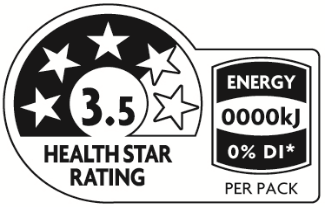 3.5
HEALTH STAR
RATING
ENERGY
0000kJ
0% DI*
PER PACK